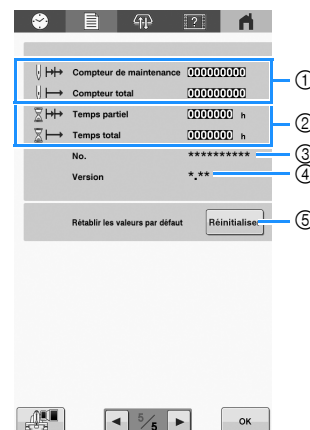 ?
Compteur de maintenance 000000000
Compteur total 000000000
Temps partiel 0000000 h
Temps total 0000000 h
No. **********
Version *.**
Rétablir les valeurs par défaut Réinitialiser
① 
②
③
④
⑤
5/5
OK